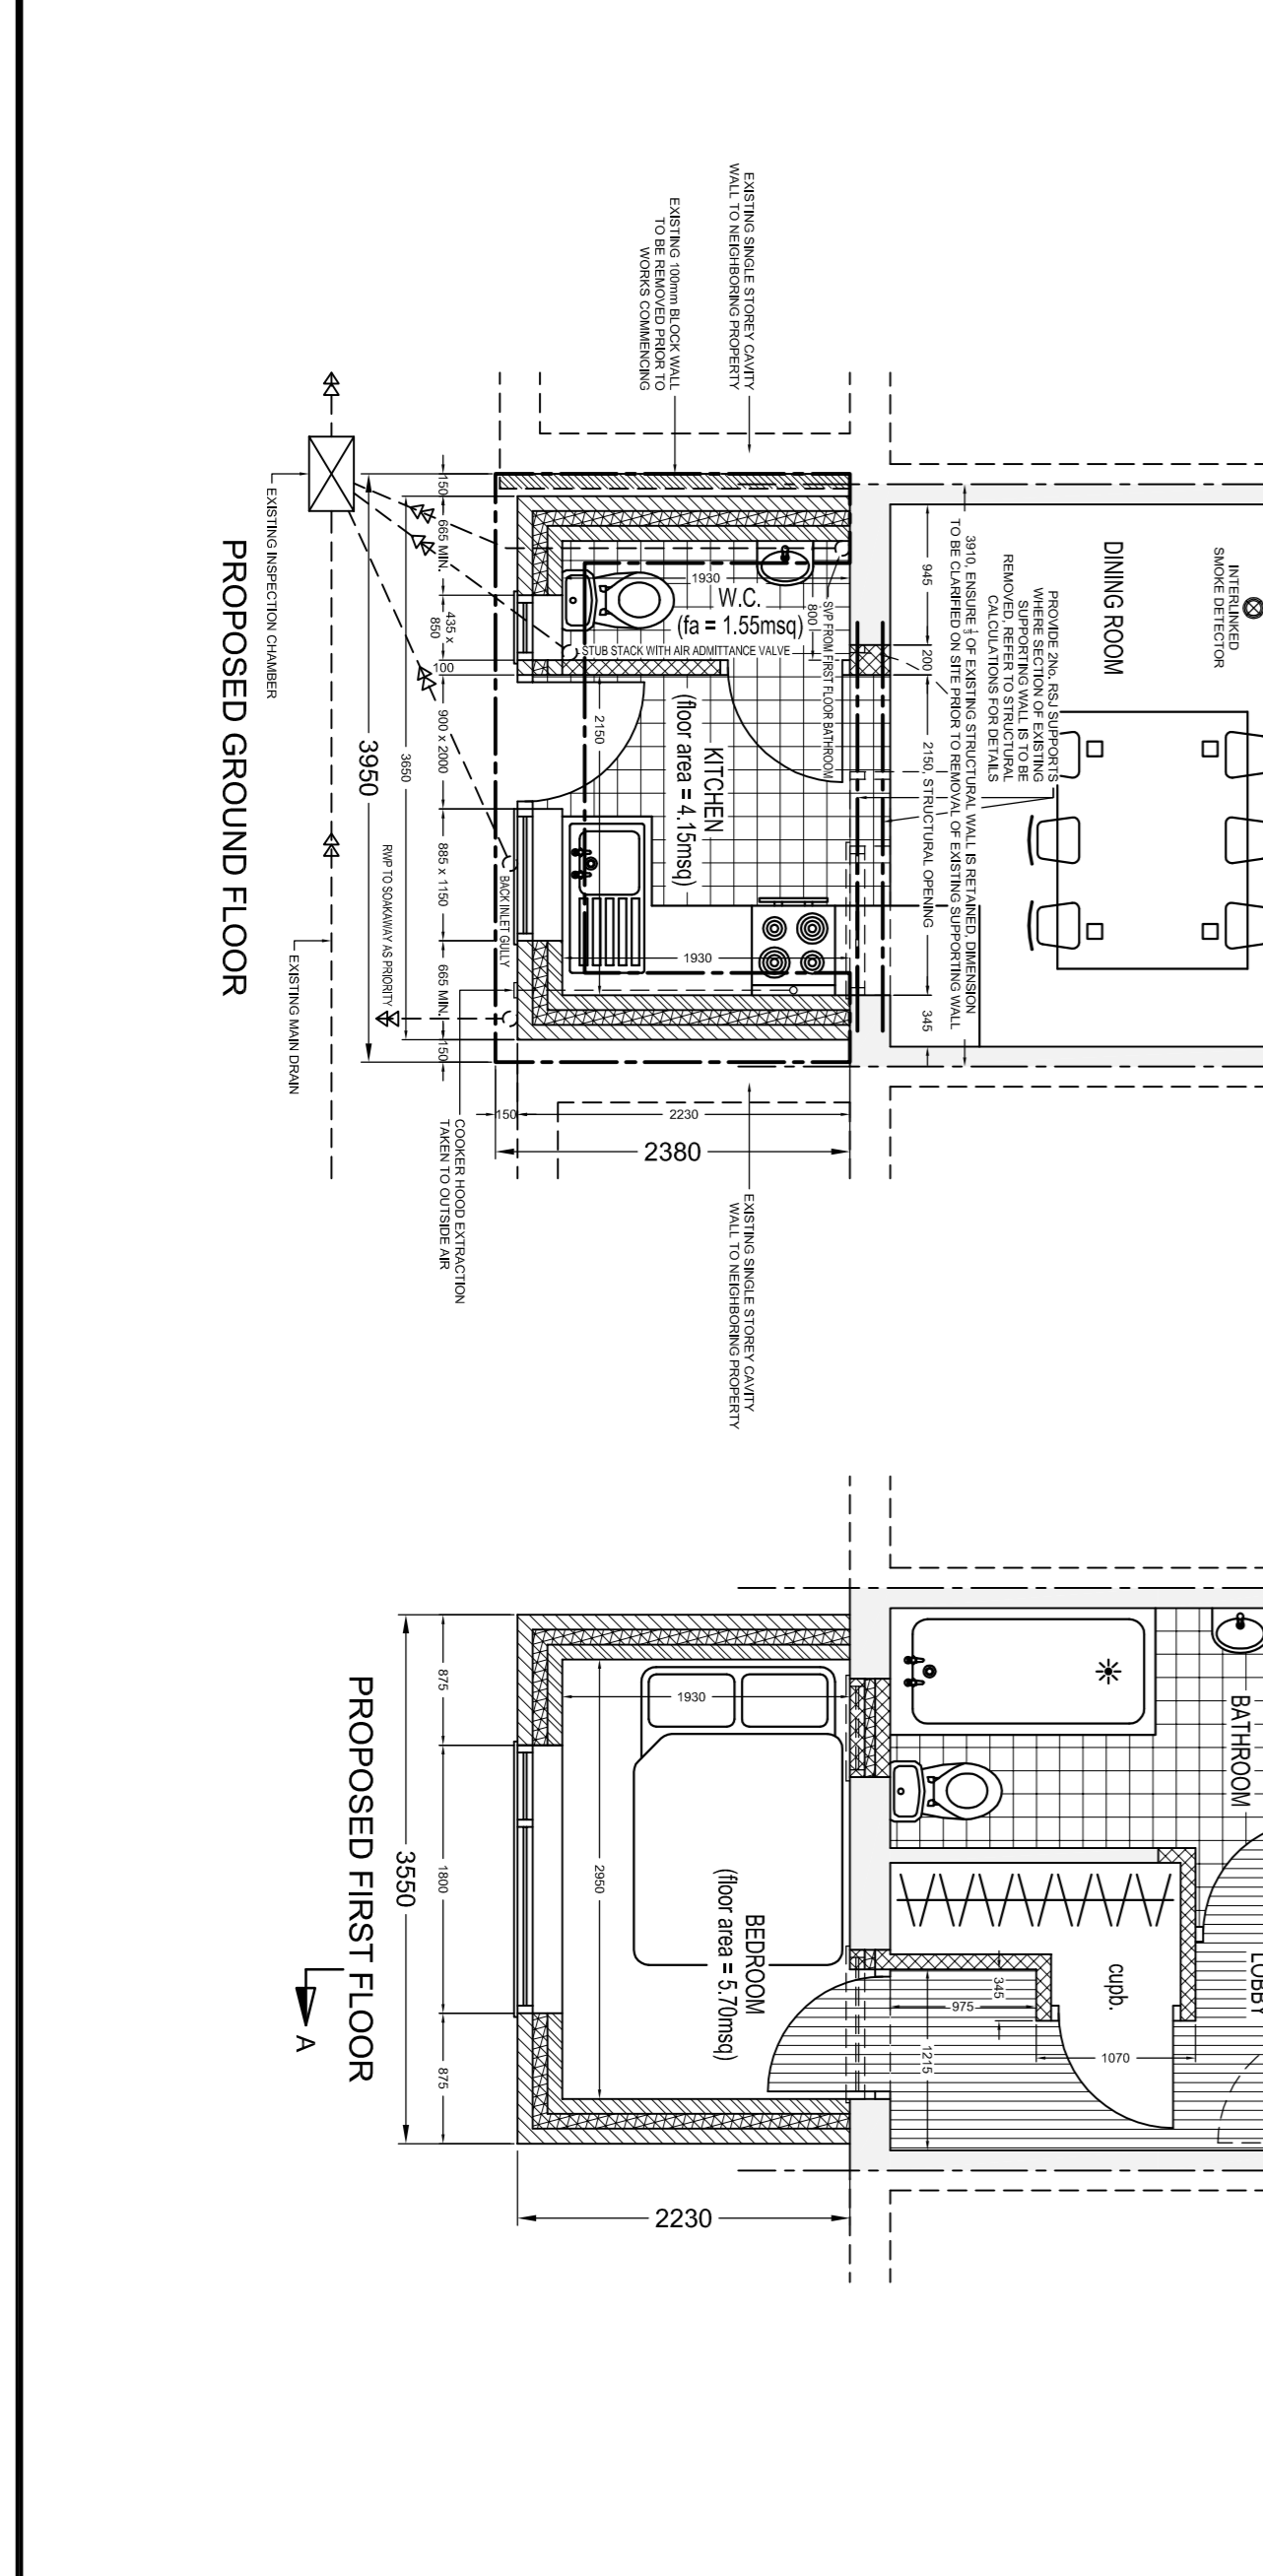 INTERLINKED
SMOKE DETECTOR
DINING ROOM
PROVIDE 2No. RSJ SUPPORTS
WHERE SECTION OF EXISTING
SUPPORTING WALL IS TO BE
REMOVED, REFER TO STRUCTURAL
CALCULATIONS FOR DETAILS
OF EXISTING STRUCTURAL WALL IS RETAINED, DIMENSION
3910, ENSURE
TO BE CLARIFIED ON SITE PRIOR TO REMOVAL OF EXISTING SUPPORTING WALL
945
200
2150, STRUCTURAL OPENING
345
EXISTING SINGLE STOREY CAVITY
WALL TO NEIGHBORING PROPERTY
EXISTING 100mm BLOCK WALL
TO BE REMOVED PRIOR TO
WORKS COMMENCING
SVP FROM FIRST FLOOR BATHROOM
800
1930
W.C.
(fa = 1.55msq)
STUB STACK WITH AIR ADMITTANCE VALVE
KITCHEN
(floor area = 4.15msq)
2150
1930
BACK INLET GULLY
150
665 MIN.
435 x
850
100
900 x 2000
885 x 1150
665 MIN.
150
3650
RWP TO SOAKAWAY AS PRIORITY
3950
EXISTING INSPECTION CHAMBER
EXISTING MAIN DRAIN
PROPOSED GROUND FLOOR
150
2230
2380
COOKER HOOD EXTRACTION
TAKEN TO OUTSIDE AIR
EXISTING SINGLE STOREY CAVITY
WALL TO NEIGHBORING PROPERTY
BATHROOM
LOBBY
cupb.
345
975
1070
1215
BEDROOM
(floor area = 5.70msq)
1930
2950
875
1800
875
3550
2230
PROPOSED FIRST FLOOR
A